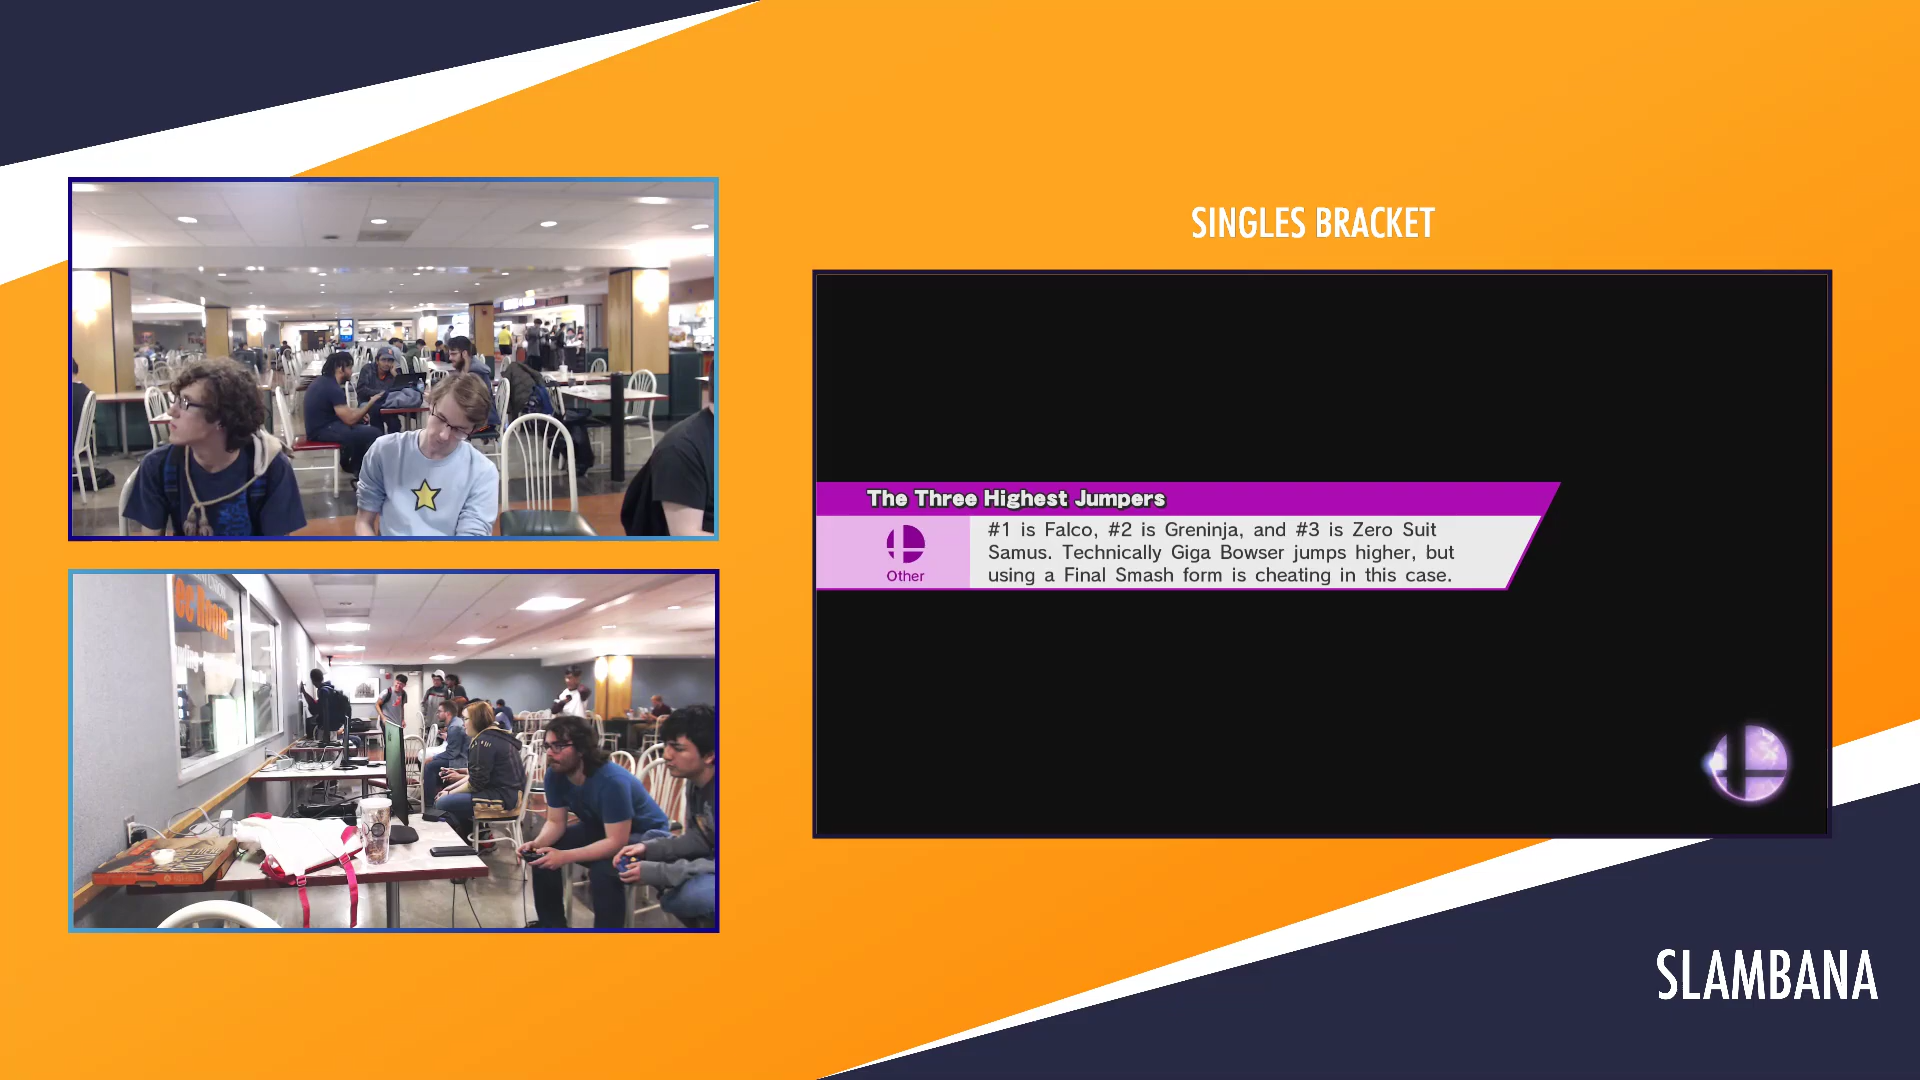 SINGLES BRACKET
The Three Highest Jumpers
#1 is Falco, #2 is Greninja, and #3 is Zero Suit
Samus. Technically Giga Bowser jumps higher, but
using a Final Smash form is cheating in this case.
Other
SLAMBANA